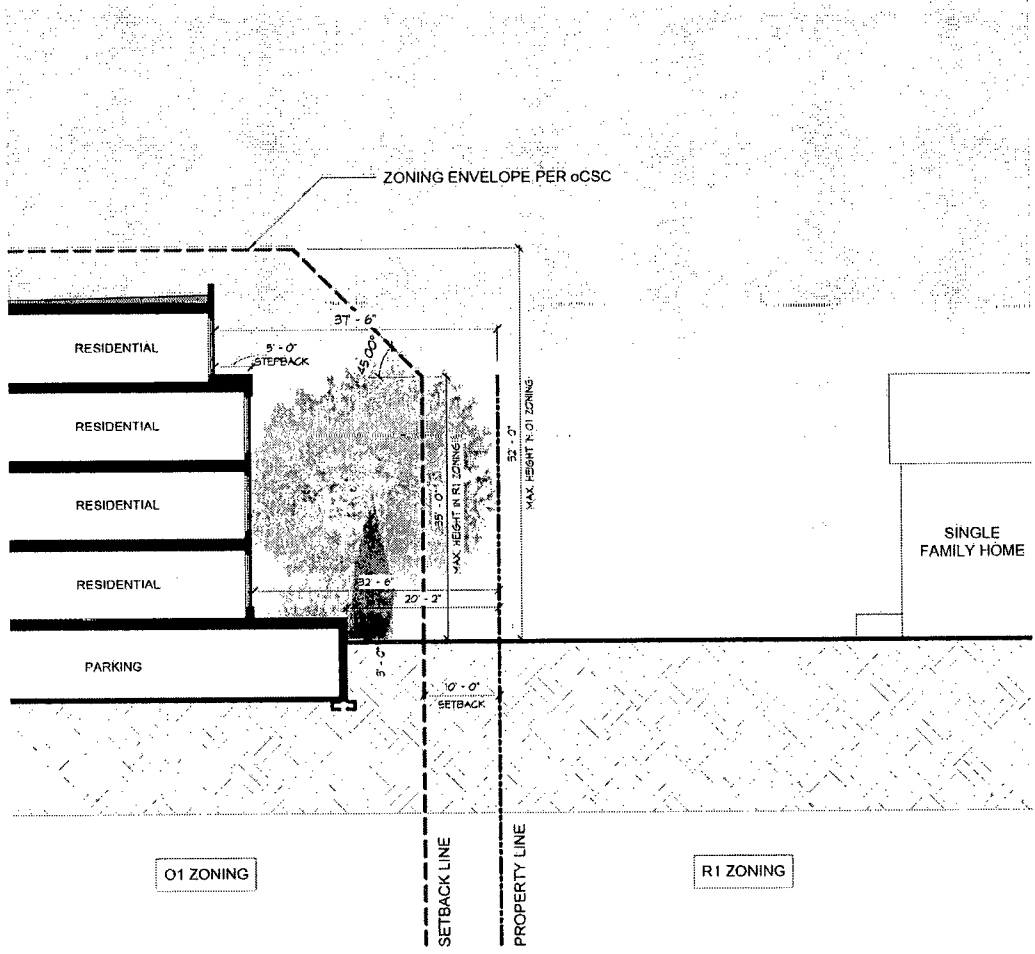 ZONING ENVELOPE PER oCSC
37' - 6"
5' - 0"
STEPBACK
45.00°
RESIDENTIAL
RESIDENTIAL
RESIDENTIAL
RESIDENTIAL
PARKING
35' - 0"
MAX. HEIGHT IN R1 ZONING
52' - 0"
MAX. HEIGHT IN O1 ZONING
32' - 6"
20' - 2"
3' - 0"
10' - 0"
SETBACK
SINGLE
FAMILY HOME
O1 ZONING
SETBACK LINE
PROPERTY LINE
R1 ZONING